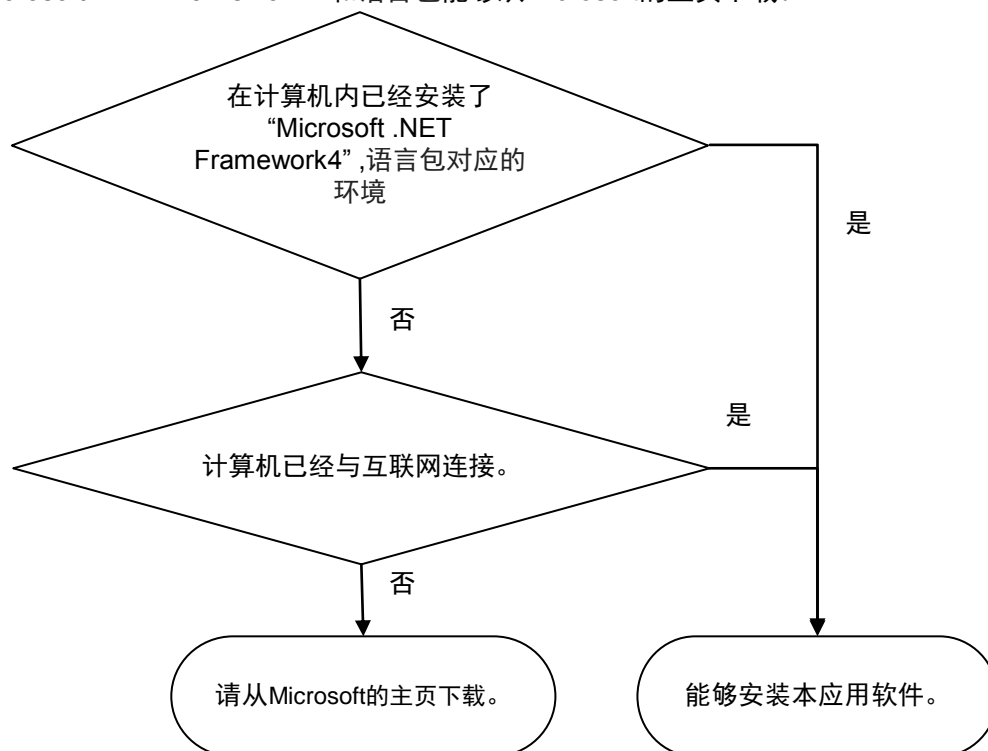 在计算机内已经安装了
“Microsoft .NET
Framework4” ,语言包对应的
环境
是
否
是
计算机已经与互联网连接。
否
请从Microsoft的主页下载。
能够安装本应用软件。